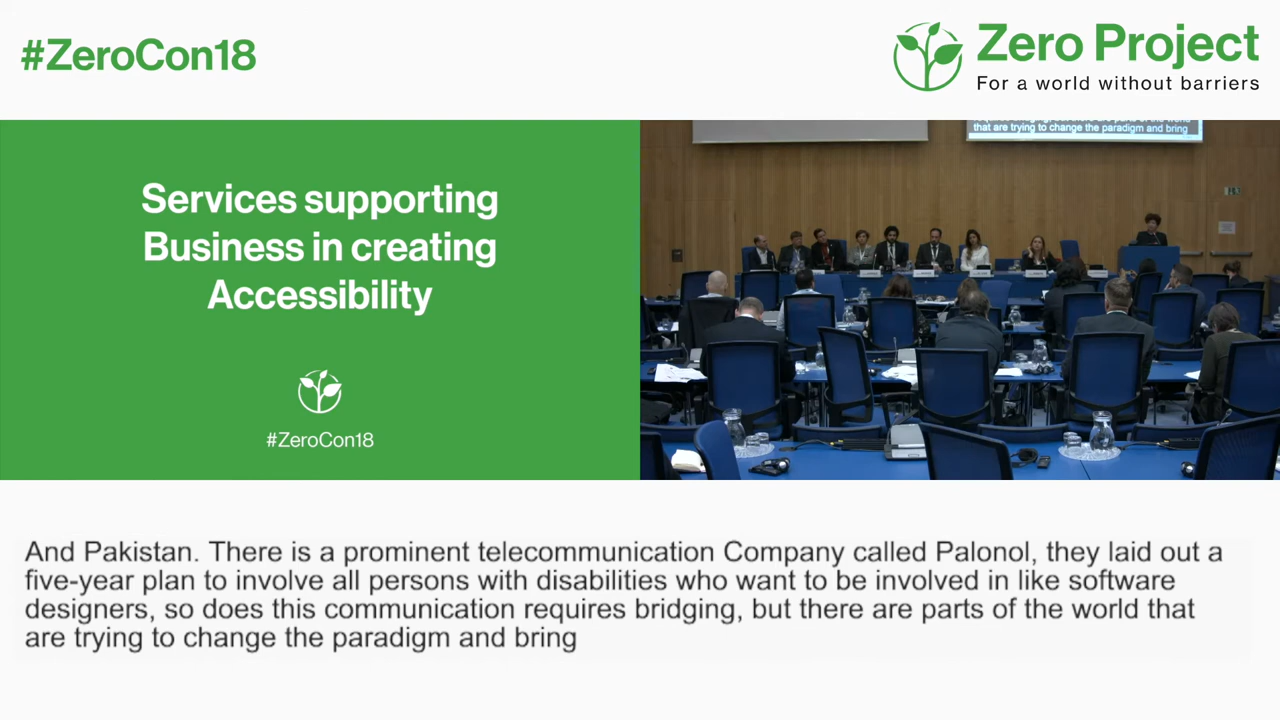 #ZeroCon18
Zero Project
For a world without barriers
Services supporting
Business in creating
Accessibility
#ZeroCon18
that are trying to change the paradigm and bring
And Pakistan. There is a prominent telecommunication Company called Palonol, they laid out a
five-year plan to involve all persons with disabilities who want to be involved in like software
designers, so does this communication requires bridging, but there are parts of the world that
are trying to change the paradigm and bring